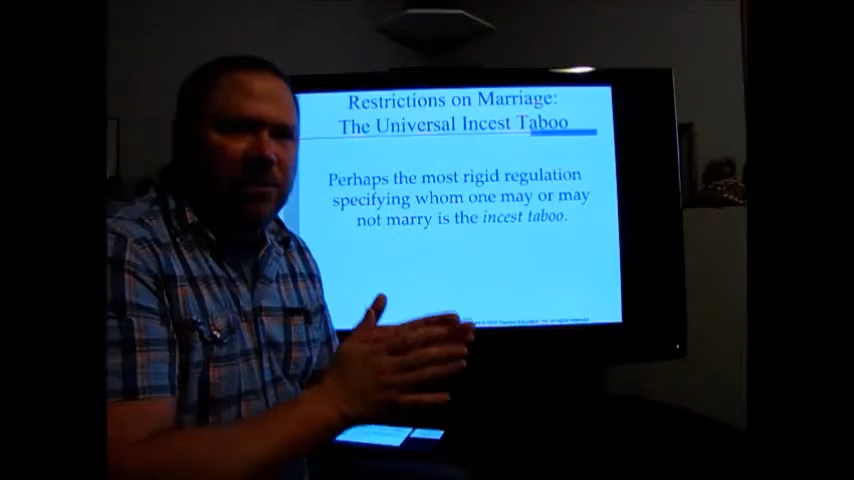 Restrictions on Marriage:
The Universal Incest Taboo
Perhaps the most rigid regulation
specifying whom one may or may
not marry is the incest taboo.